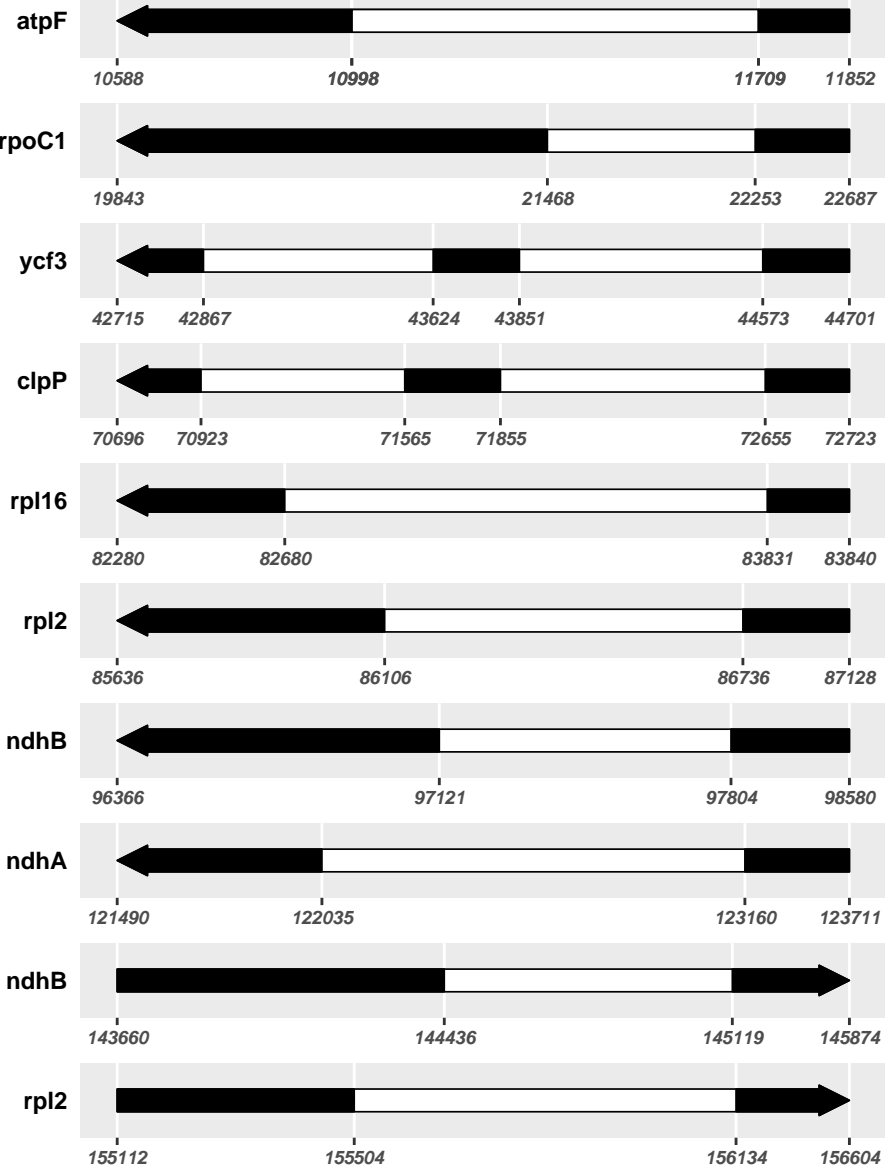 atpF
10588 10998 11709 11852
rpoC1
19843 21468 22253 22687
ycf3
42715 42867 43624 43851 44573 44701
clpP
70696 70923 71565 71855 72655 72723
rpl16
82280 82680 83831 83840
rpl2
85636 86106 86736 87128
ndhB
96366 97121 97804 98580
ndhA
121490 122035 123160 123711
ndhB
143660 144436 145119 145874
rpl2
155112 155504 156134 156604